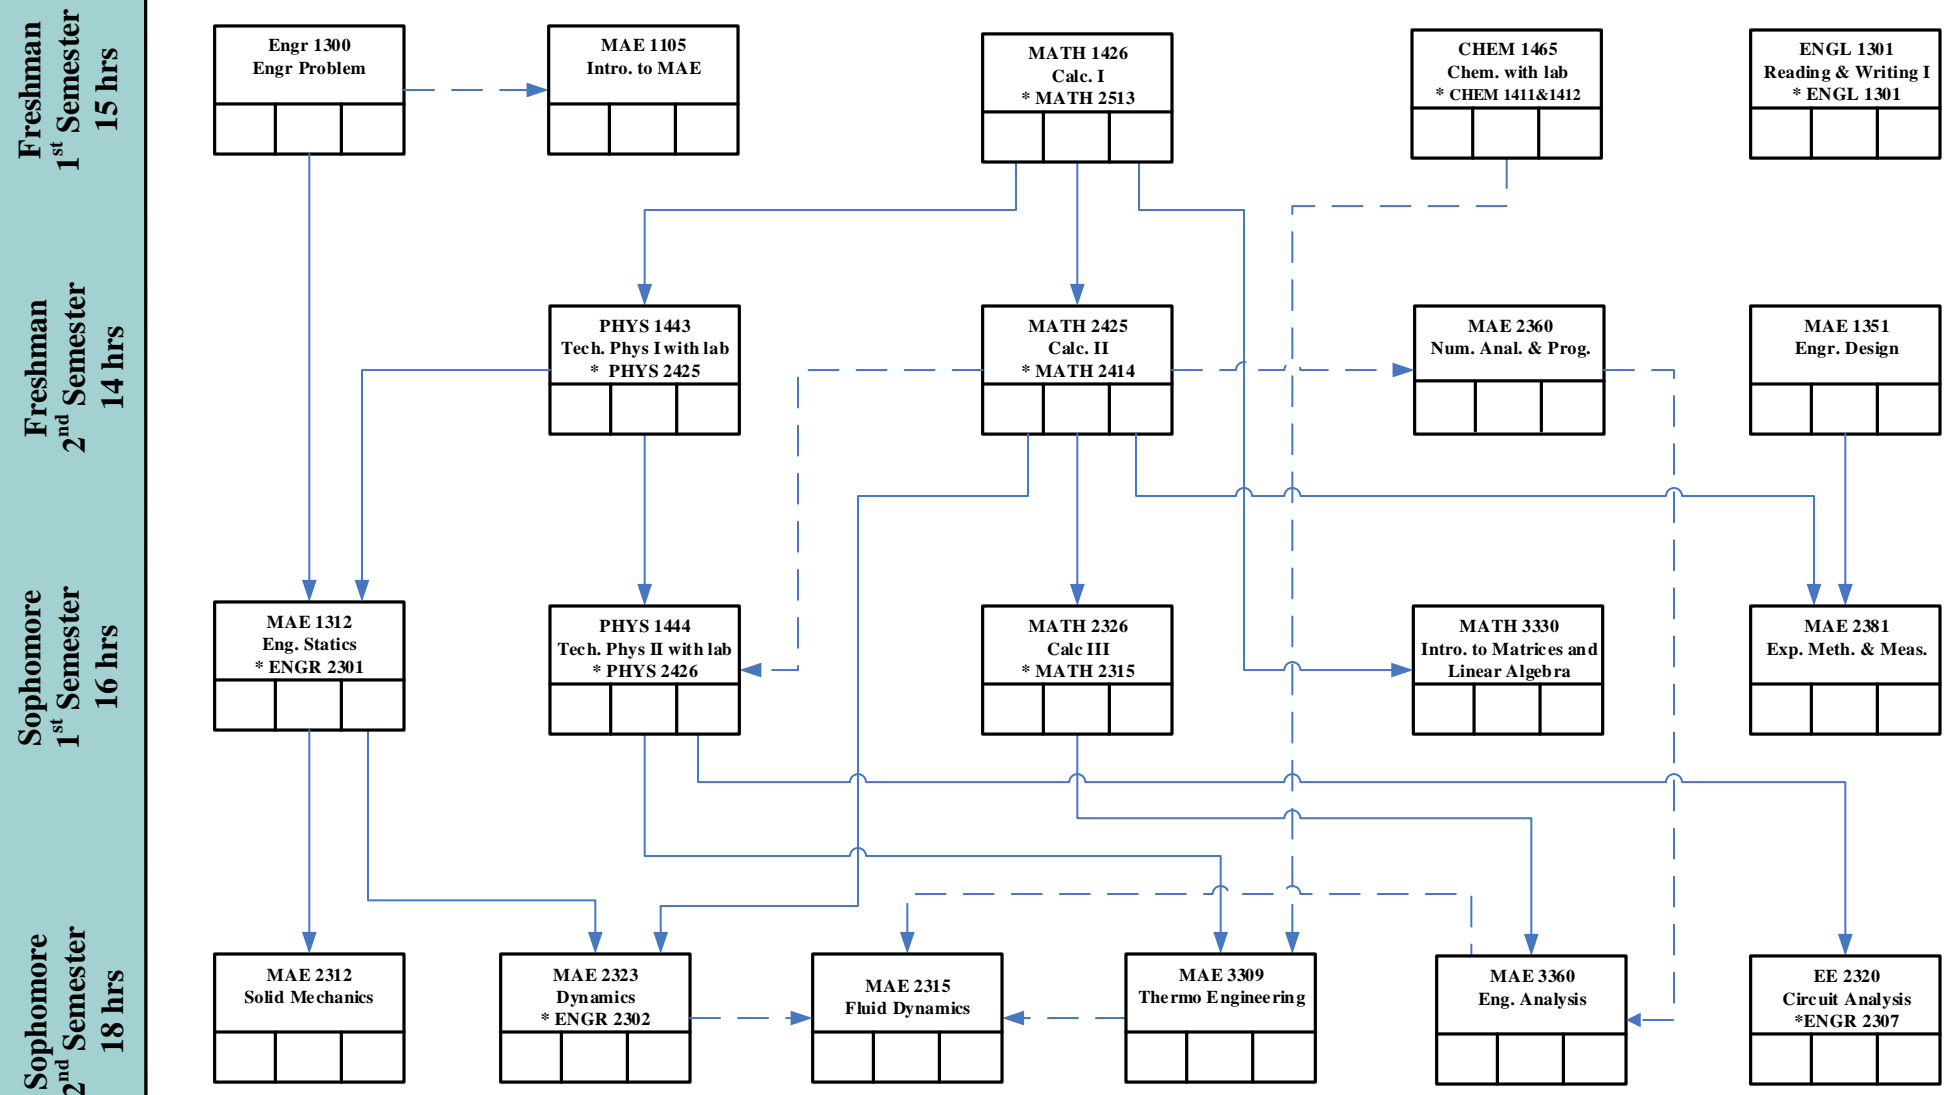 Freshman
1st Semester
15 hrs
Engr 1300
Engr Problem
MAE 1105
Intro. to MAE
MATH 1426
Calc. I
* MATH 2513
CHEM 1465
Chem. with lab
* CHEM 1411&1412
ENGL 1301
Reading & Writing I
* ENGL 1301
Freshman
2nd Semester
14 hrs
PHYS 1443
Tech. Phys I with lab
* PHYS 2425
MATH 2425
Calc. II
* MATH 2414
MAE 2360
Num. Anal. & Prog.
MAE 1351
Engr. Design
Sophomore
1st Semester
16 hrs
MAE 1312
Eng. Statics
* ENGR 2301
PHYS 1444
Tech. Phys II with lab
* PHYS 2426
MATH 2326
Calc III
* MATH 2315
MATH 3330
Intro. to Matrices and
Linear Algebra
MAE 2381
Exp. Meth. & Meas.
Sophomore
2nd Semester
18 hrs
MAE 2312
Solid Mechanics
MAE 2323
Dynamics
* ENGR 2302
MAE 2315
Fluid Dynamics
MAE 3309
Thermo Engineering
MAE 3360
Eng. Analysis
EE 2320
Circuit Analysis
*ENGR 2307